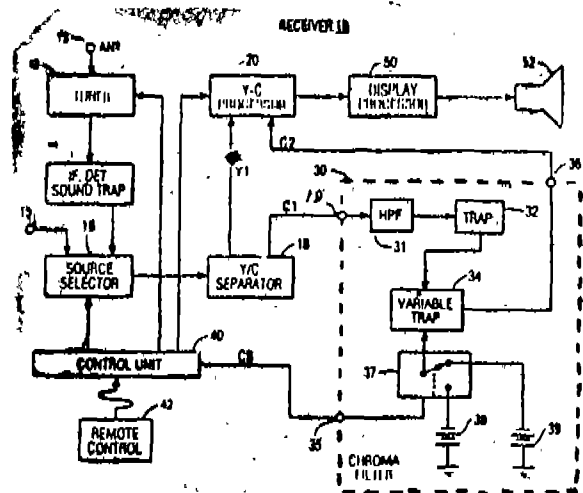 RECEIVER 10
ANT
TUNER
IF. DET
SOUND TRAP
SOURCE
SELECTOR
16
20
Y-C
PROCESSOR
50
DISPLAY
PROCESSOR
52
Y1
C2
C1
Y/C
SEPARATOR
18
30
36
HPF
31
TRAP
32
VARIABLE
TRAP
34
37
38
39
35
CHROMA
FILTER
40
CONTROL UNIT
REMOTE
CONTROL
42